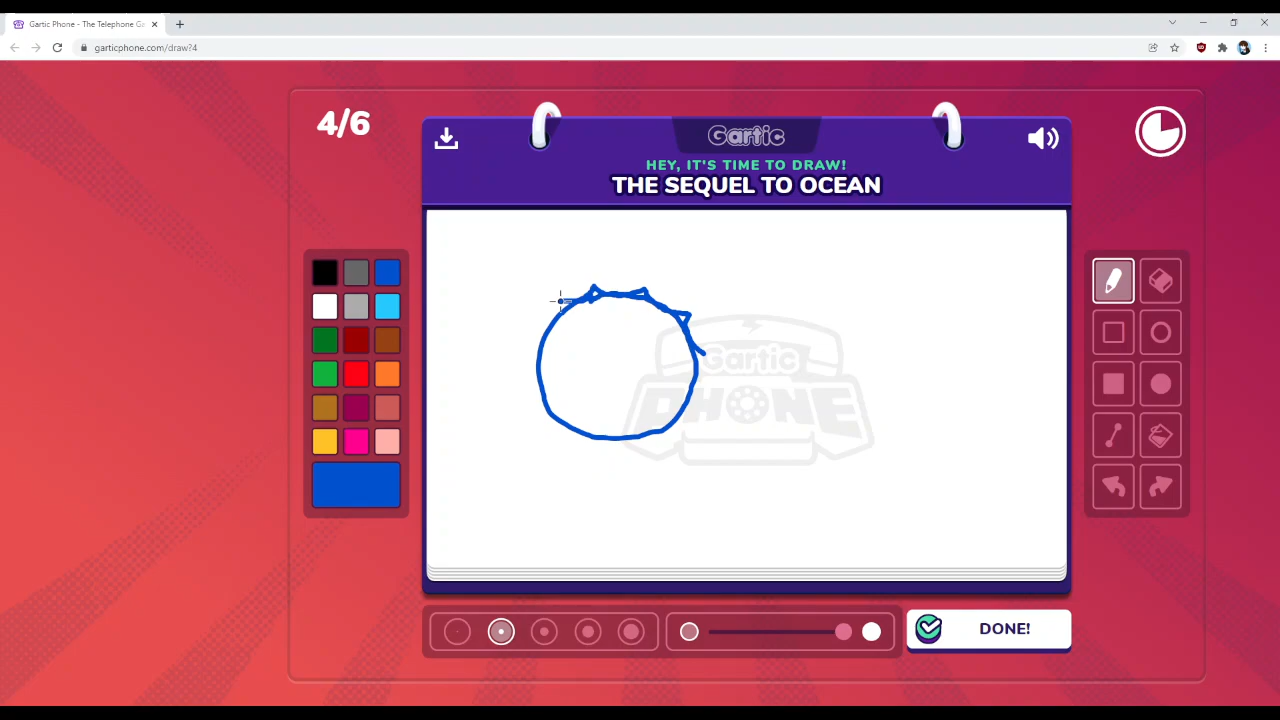 Gartic Phone - The Telephone Ga
garticphone.com/draw?4
4/6
Gartic
HEY, IT'S TIME TO DRAW!
THE SEQUEL TO OCEAN
Gartic
PHONE
DONE!